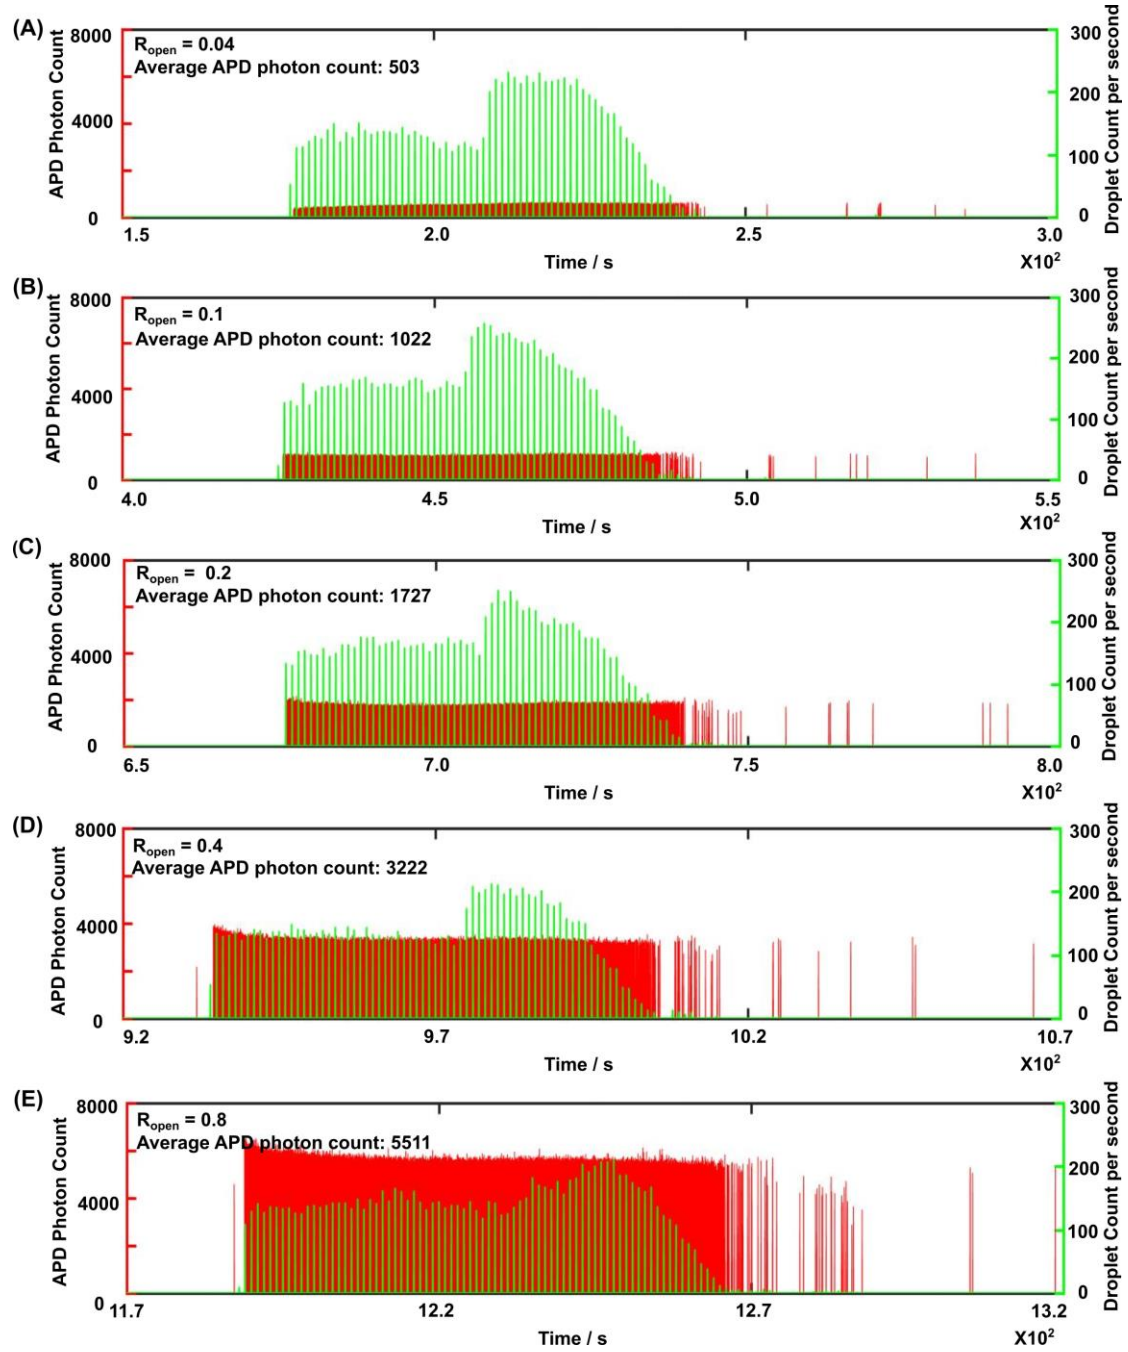 (A)
8000
300
R_open = 0.04
Average APD photon count: 503
APD Photon Count
Droplet Count per second
200
4000
100
0
0
1.5
2.0
2.5
3.0
Time / s
X10²
(B)
8000
300
R_open = 0.1
Average APD photon count: 1022
APD Photon Count
Droplet Count per second
200
4000
100
0
0
4.0
4.5
5.0
5.5
Time / s
X10²
(C)
8000
300
R_open = 0.2
Average APD photon count: 1727
APD Photon Count
Droplet Count per second
200
4000
100
0
0
6.5
7.0
7.5
8.0
Time / s
X10²
(D)
8000
300
R_open = 0.4
Average APD photon count: 3222
APD Photon Count
Droplet Count per second
200
4000
100
0
0
9.2
9.7
10.2
10.7
Time / s
X10²
(E)
8000
300
R_open = 0.8
Average APD photon count: 5511
APD Photon Count
Droplet Count per second
200
4000
100
0
0
11.7
12.2
12.7
13.2
Time / s
X10²